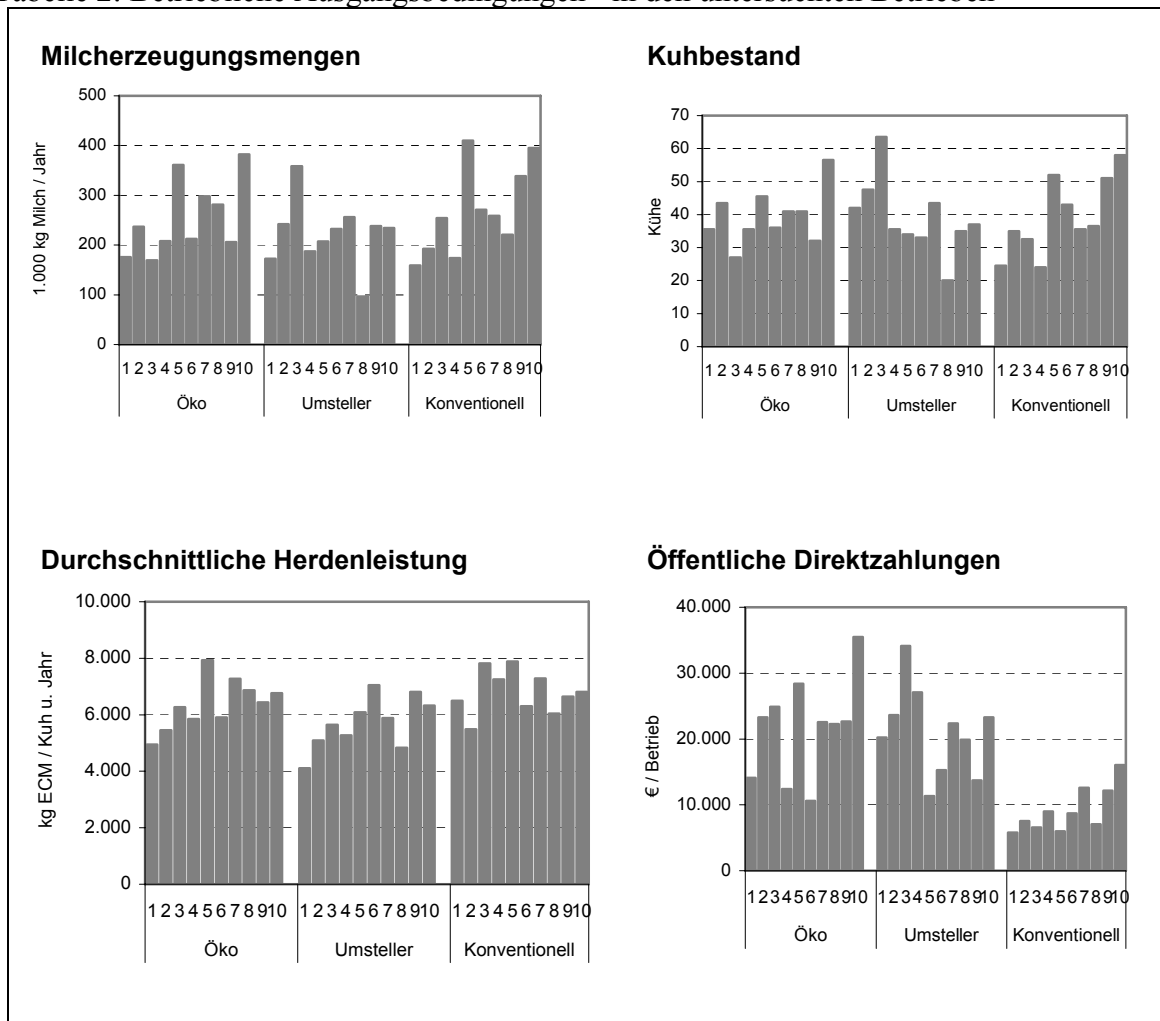 Milcherzeugungsmengen
1.000 kg Milch / Jahr
500
400
300
200
100
0
1 2 3 4 5 6 7 8 9 10 1 2 3 4 5 6 7 8 9 10 1 2 3 4 5 6 7 8 9 10
Öko Umsteller Konventionell
Kuhbestand
Kühe
70
60
50
40
30
20
10
0
1 2 3 4 5 6 7 8 9 10 1 2 3 4 5 6 7 8 9 10 1 2 3 4 5 6 7 8 9 10
Öko Umsteller Konventionell
Durchschnittliche Herdenleistung
kg ECM / Kuh u. Jahr
10.000
8.000
6.000
4.000
2.000
0
1 2 3 4 5 6 7 8 9 10 1 2 3 4 5 6 7 8 9 10 1 2 3 4 5 6 7 8 9 10
Öko Umsteller Konventionell
Öffentliche Direktzahlungen
€ / Betrieb
40.000
30.000
20.000
10.000
0
1 2 3 4 5 6 7 8 9 10 1 2 3 4 5 6 7 8 9 10 1 2 3 4 5 6 7 8 9 10
Öko Umsteller Konventionell